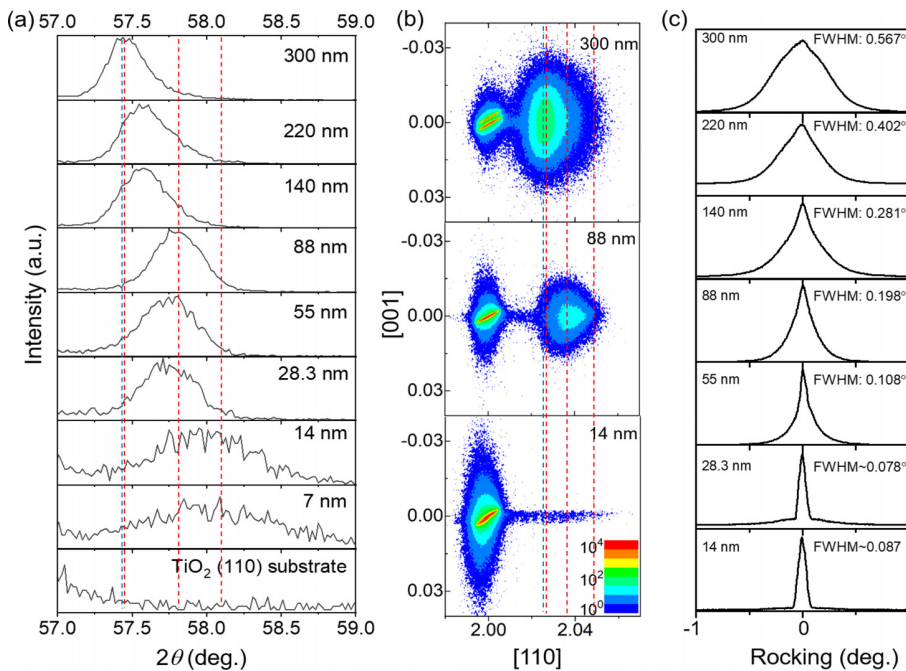 (a)
57.0 57.5 58.0 58.5 59.0
300 nm
220 nm
140 nm
88 nm
55 nm
28.3 nm
14 nm
7 nm
TiO2 (110) substrate
57.0 57.5 58.0 58.5 59.0
2θ (deg.)
Intensity (a.u.)
(b)
300 nm
-0.03
0.00
0.03
88 nm
-0.03
0.00
0.03
14 nm
-0.03
0.00
0.03
10^4
10^2
10^0
2.00 2.04
[110]
[001]
(c)
300 nm FWHM: 0.567°
220 nm FWHM: 0.402°
140 nm FWHM: 0.281°
88 nm FWHM: 0.198°
55 nm FWHM: 0.108°
28.3 nm FWHM~0.078°
14 nm FWHM~0.087
-1 0
Rocking (deg.)